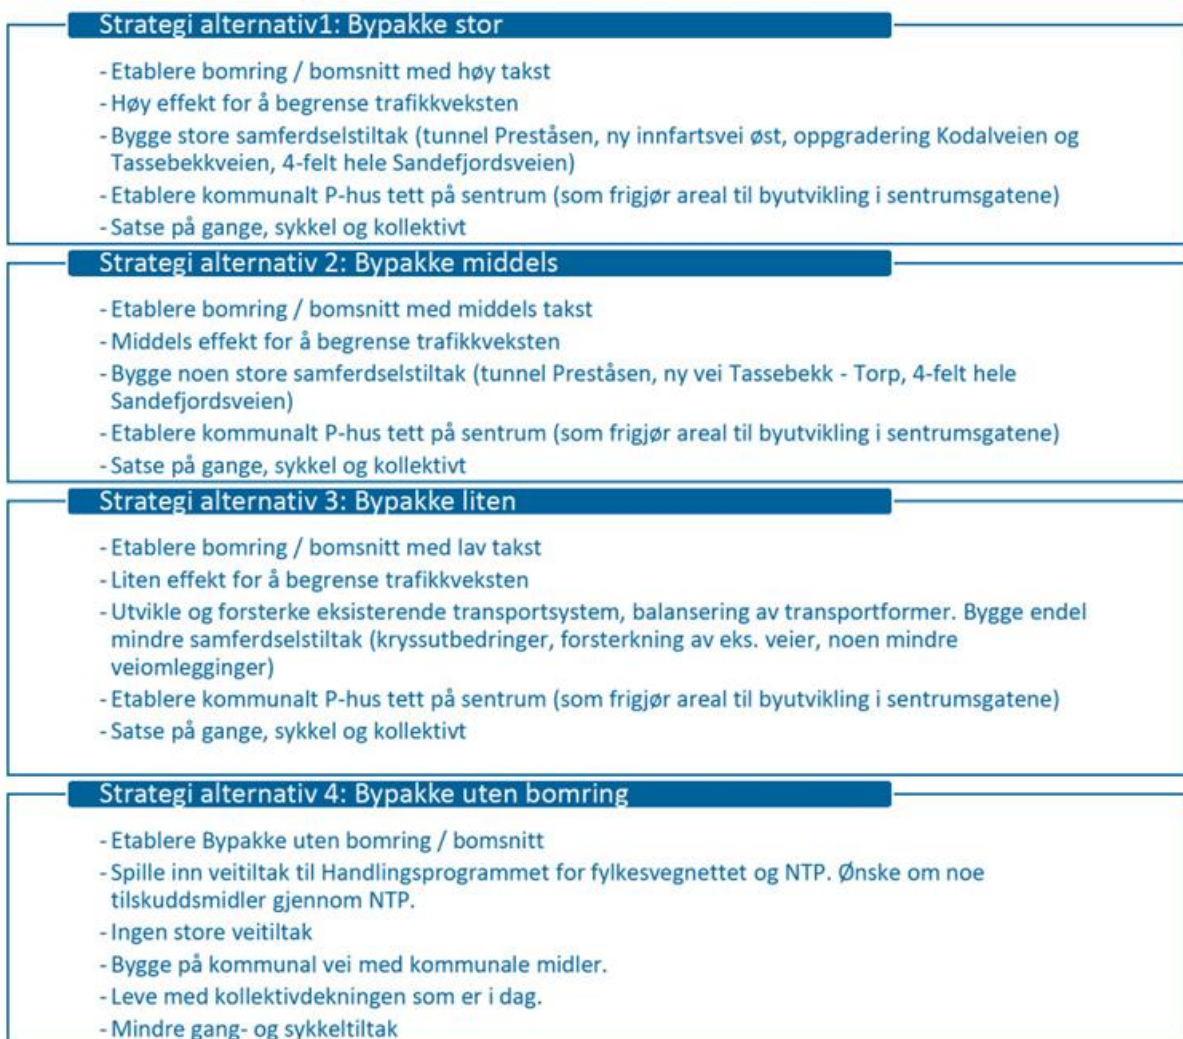 Strategi alternativ1: Bypakke stor
- Etablere bomring / bomsnitt med høy takst
- Høy effekt for å begrense trafikkveksten
- Bygge store samferdselstiltak (tunnel Preståsen, ny innfartsvei øst, oppgradering Kodalveien og
Tassebekkveien, 4-felt hele Sandefjordsveien)
- Etablere kommunalt P-hus tett på sentrum (som frigjør areal til byutvikling i sentrumsgatene)
- Satse på gange, sykkel og kollektivt
Strategi alternativ 2: Bypakke middels
- Etablere bomring / bomsnitt med middels takst
- Middels effekt for å begrense trafikkveksten
- Bygge noen store samferdselstiltak (tunnel Preståsen, ny vei Tassebekk - Torp, 4-felt hele
Sandefjordsveien)
- Etablere kommunalt P-hus tett på sentrum (som frigjør areal til byutvikling i sentrumsgatene)
- Satse på gange, sykkel og kollektivt
Strategi alternativ 3: Bypakke liten
- Etablere bomring / bomsnitt med lav takst
- Liten effekt for å begrense trafikkveksten
- Utvikle og forsterke eksisterende transportsystem, balansering av transportformer. Bygge endel
mindre samferdselstiltak (kryssutbedringer, forsterkning av eks. veier, noen mindre
veiomlegginger)
- Etablere kommunalt P-hus tett på sentrum (som frigjør areal til byutvikling i sentrumsgatene)
- Satse på gange, sykkel og kollektivt
Strategi alternativ 4: Bypakke uten bomring
- Etablere Bypakke uten bomring / bomsnitt
- Spille inn veitiltak til Handlingsprogrammet for fylkesvegnettet og NTP. Ønske om noe
tilskuddsmidler gjennom NTP.
- Ingen store veitiltak
- Bygge på kommunal vei med kommunale midler.
- Leve med kollektivdekningen som er i dag.
- Mindre gang- og sykkeltiltak